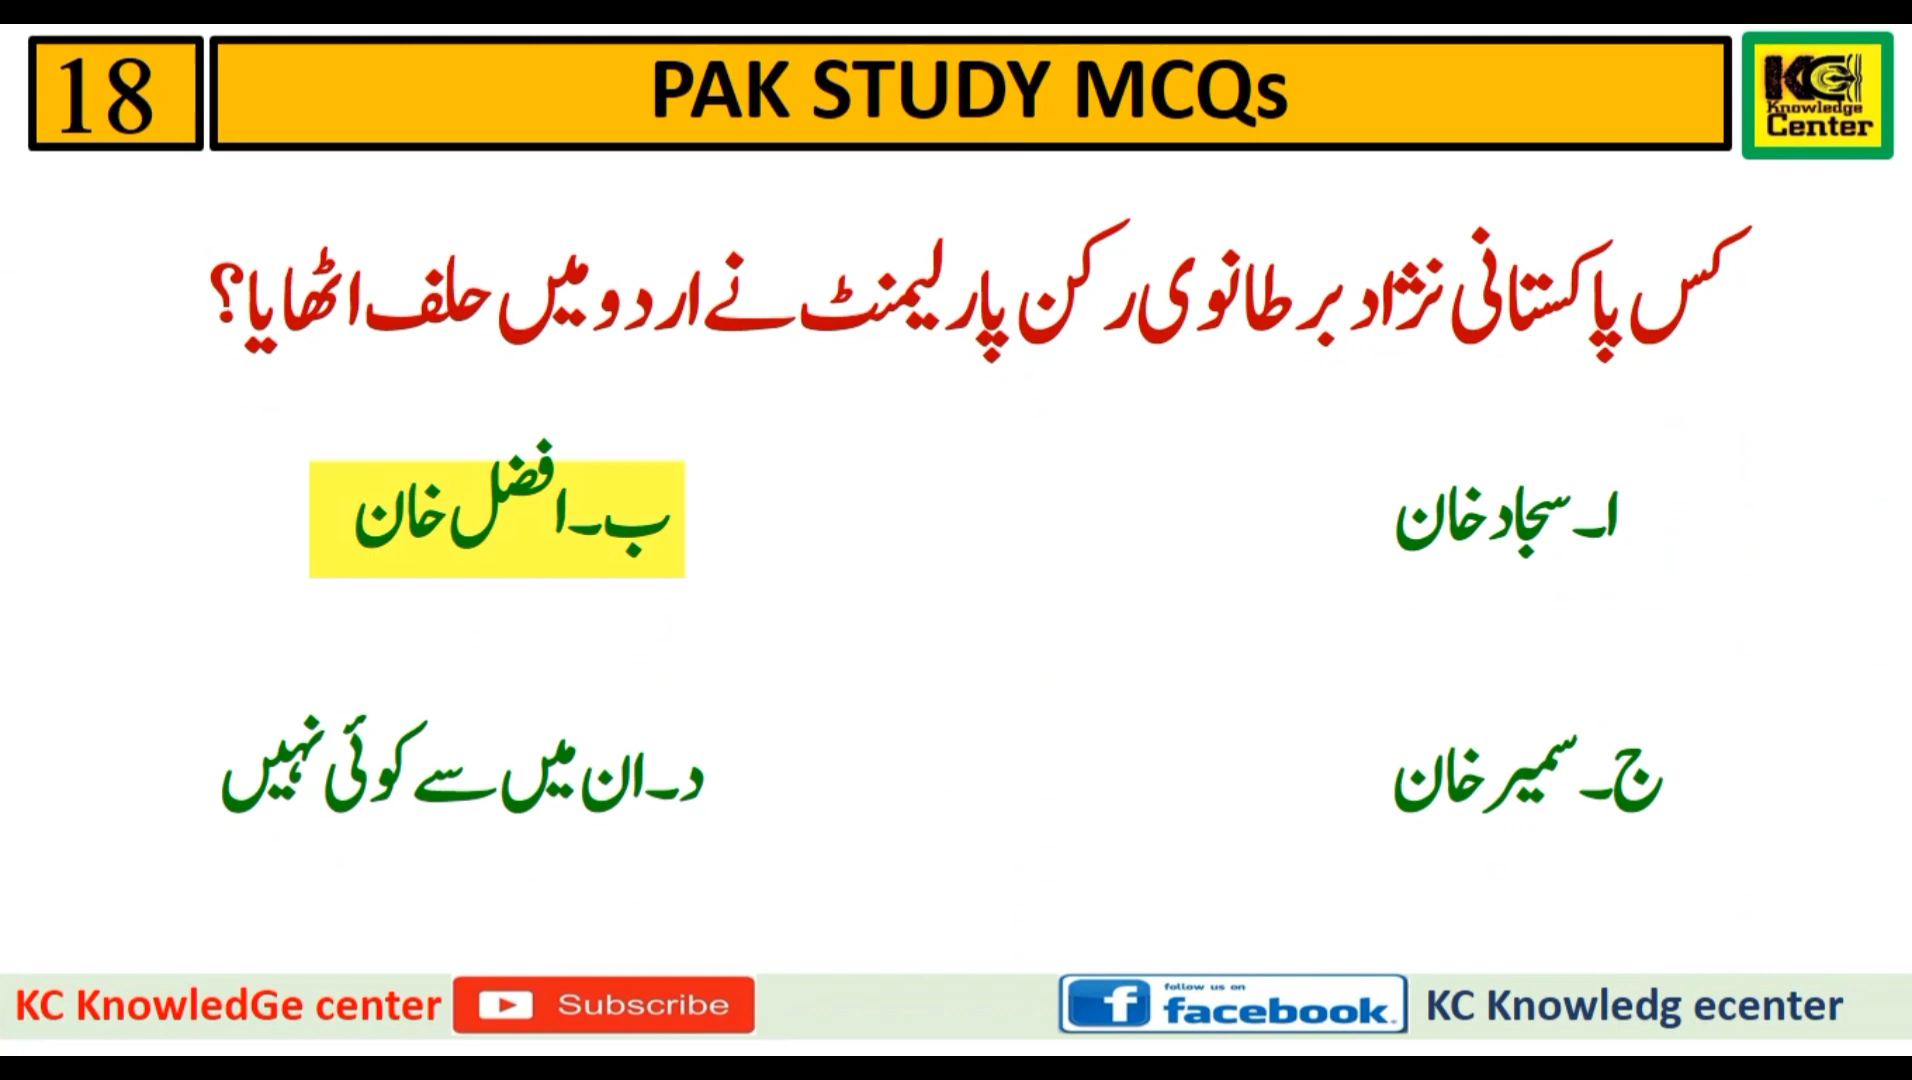 18
PAK STUDY MCQs
KC
Knowledge
Center
کس پاکستانی نژاد برطانوی رکن پارلیمنٹ نے اردو میں حلف اٹھایا؟
ا۔ سجاد خان
ب۔ افضل خان
ج۔ سمیر خان
د۔ ان میں سے کوئی نہیں
KC KnowledGe center
Subscribe
follow us on
facebook.
KC Knowledg ecenter